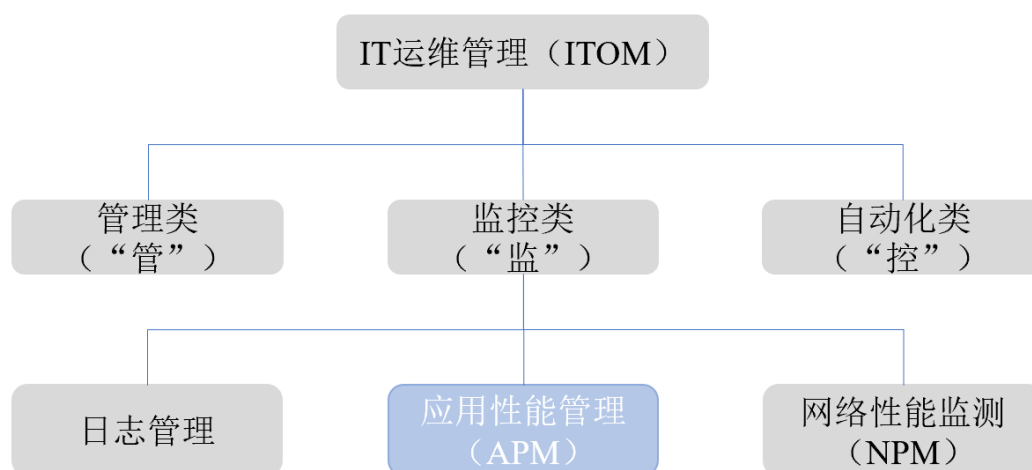 IT运维管理（ITOM）
管理类
（“管”）
监控类
（“监”）
自动化类
（“控”）
日志管理
应用性能管理
（APM）
网络性能监测
（NPM）